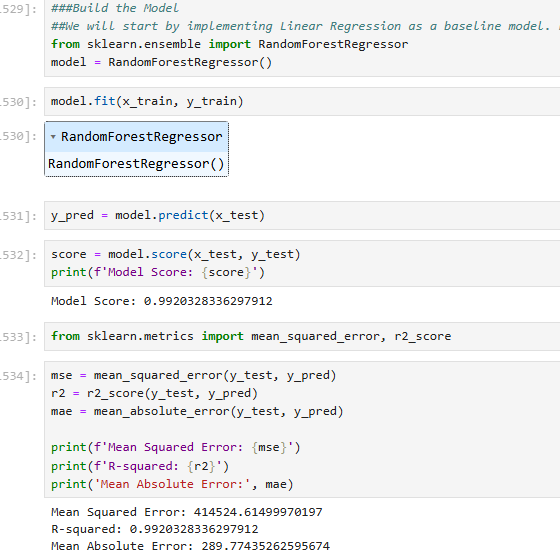 529]:
###Build the Model
##We will start by implementing Linear Regression as a baseline model.
from sklearn.ensemble import RandomForestRegressor
model = RandomForestRegressor()
530]:
model.fit(x_train, y_train)
530]:
▾ RandomForestRegressor
RandomForestRegressor()
531]:
y_pred = model.predict(x_test)
532]:
score = model.score(x_test, y_test)
print(f'Model Score: {score}')
Model Score: 0.9920328336297912
533]:
from sklearn.metrics import mean_squared_error, r2_score
534]:
mse = mean_squared_error(y_test, y_pred)
r2 = r2_score(y_test, y_pred)
mae = mean_absolute_error(y_test, y_pred)
print(f'Mean Squared Error: {mse}')
print(f'R-squared: {r2}')
print('Mean Absolute Error:', mae)
Mean Squared Error: 414524.61499970197
R-squared: 0.9920328336297912
Mean Absolute Error: 289.77435262595674